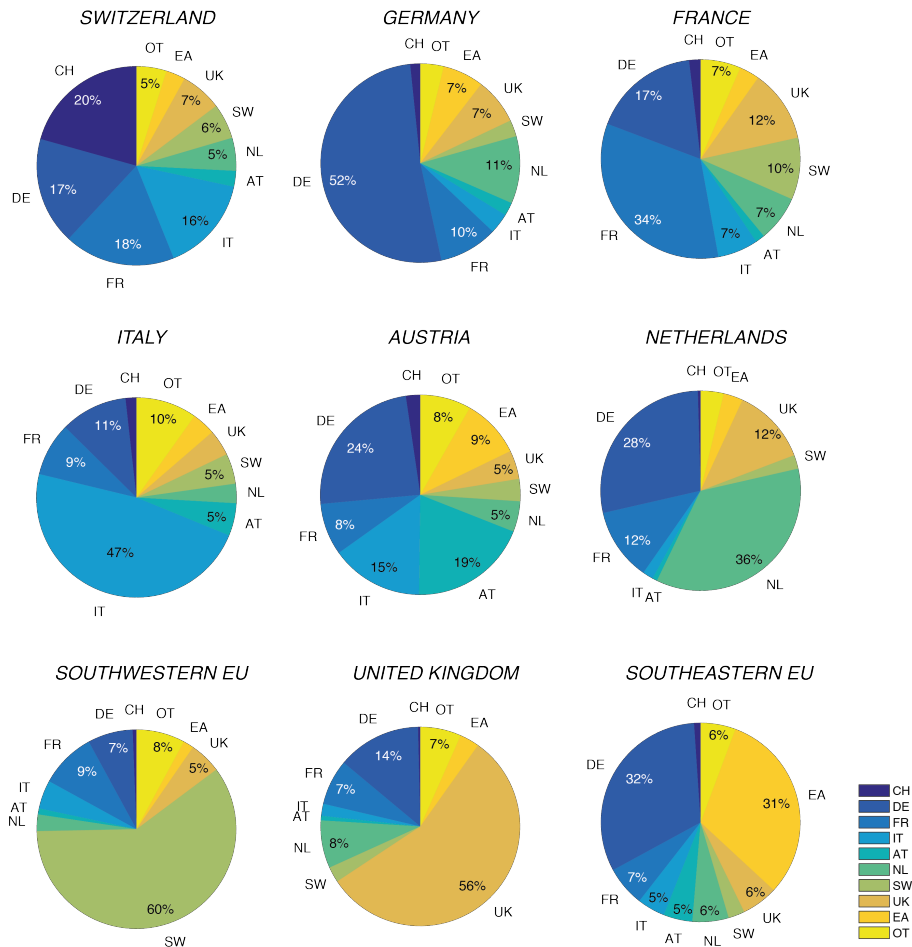 SWITZERLAND
OT
EA
UK
SW
NL
AT
IT
FR
DE
CH
5%
7%
6%
5%
16%
18%
17%
20%
GERMANY
CH
OT
EA
UK
SW
NL
AT
IT
FR
DE
7%
7%
11%
10%
52%
FRANCE
CH
OT
EA
UK
SW
NL
AT
IT
FR
DE
7%
12%
10%
7%
7%
34%
17%
ITALY
CH
OT
EA
UK
SW
NL
AT
IT
FR
DE
10%
5%
5%
47%
9%
11%
AUSTRIA
CH
OT
EA
UK
SW
NL
AT
IT
FR
DE
8%
9%
5%
5%
19%
15%
8%
24%
NETHERLANDS
CH
OT
EA
UK
SW
NL
AT
IT
FR
DE
12%
36%
12%
28%
SOUTHWESTERN EU
CH
OT
EA
UK
SW
NL
AT
IT
FR
DE
8%
5%
60%
9%
7%
UNITED KINGDOM
CH
OT
EA
UK
SW
NL
AT
IT
FR
DE
7%
56%
8%
7%
14%
SOUTHEASTERN EU
CH
OT
EA
UK
SW
NL
AT
IT
FR
DE
6%
31%
6%
6%
5%
5%
7%
32%
CH
DE
FR
IT
AT
NL
SW
UK
EA
OT